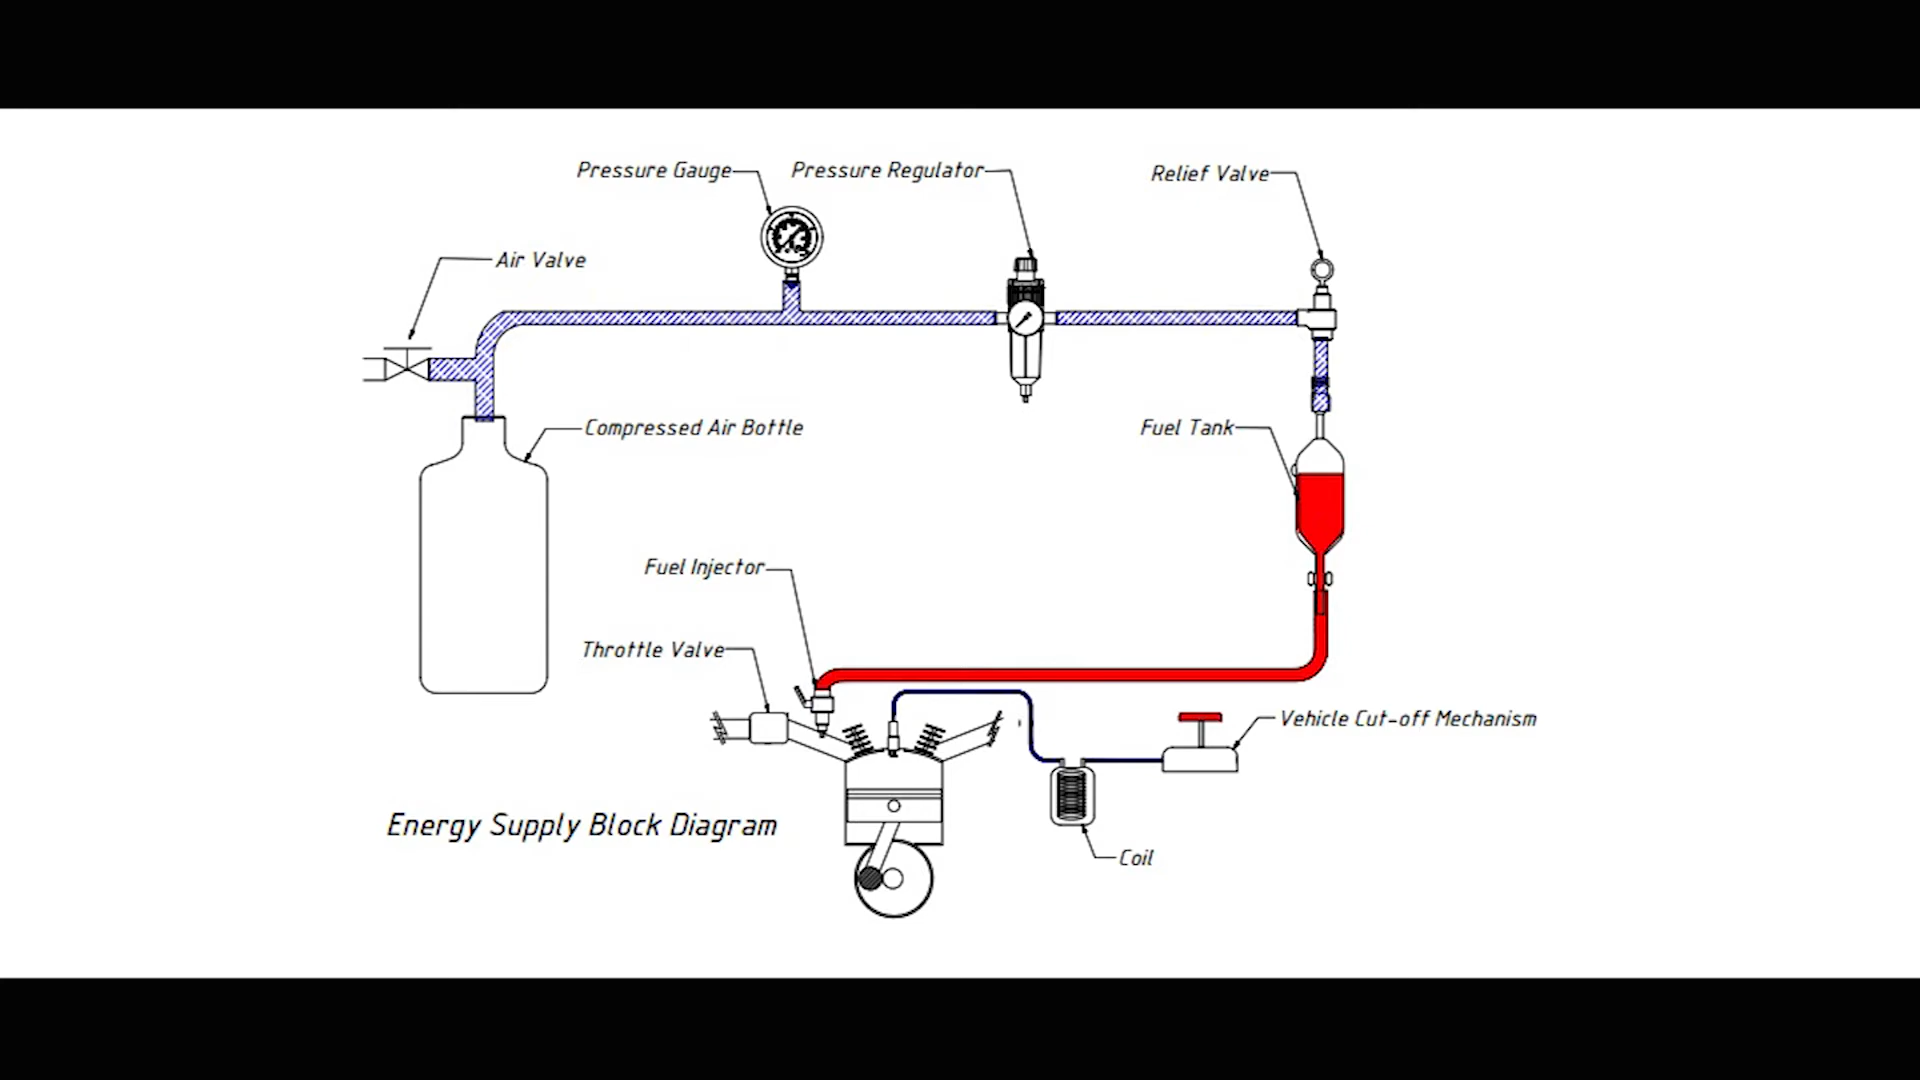 Pressure Gauge
Pressure Regulator
Relief Valve
Air Valve
Compressed Air Bottle
Fuel Tank
Fuel Injector
Throttle Valve
Vehicle Cut-off Mechanism
Energy Supply Block Diagram
Coil